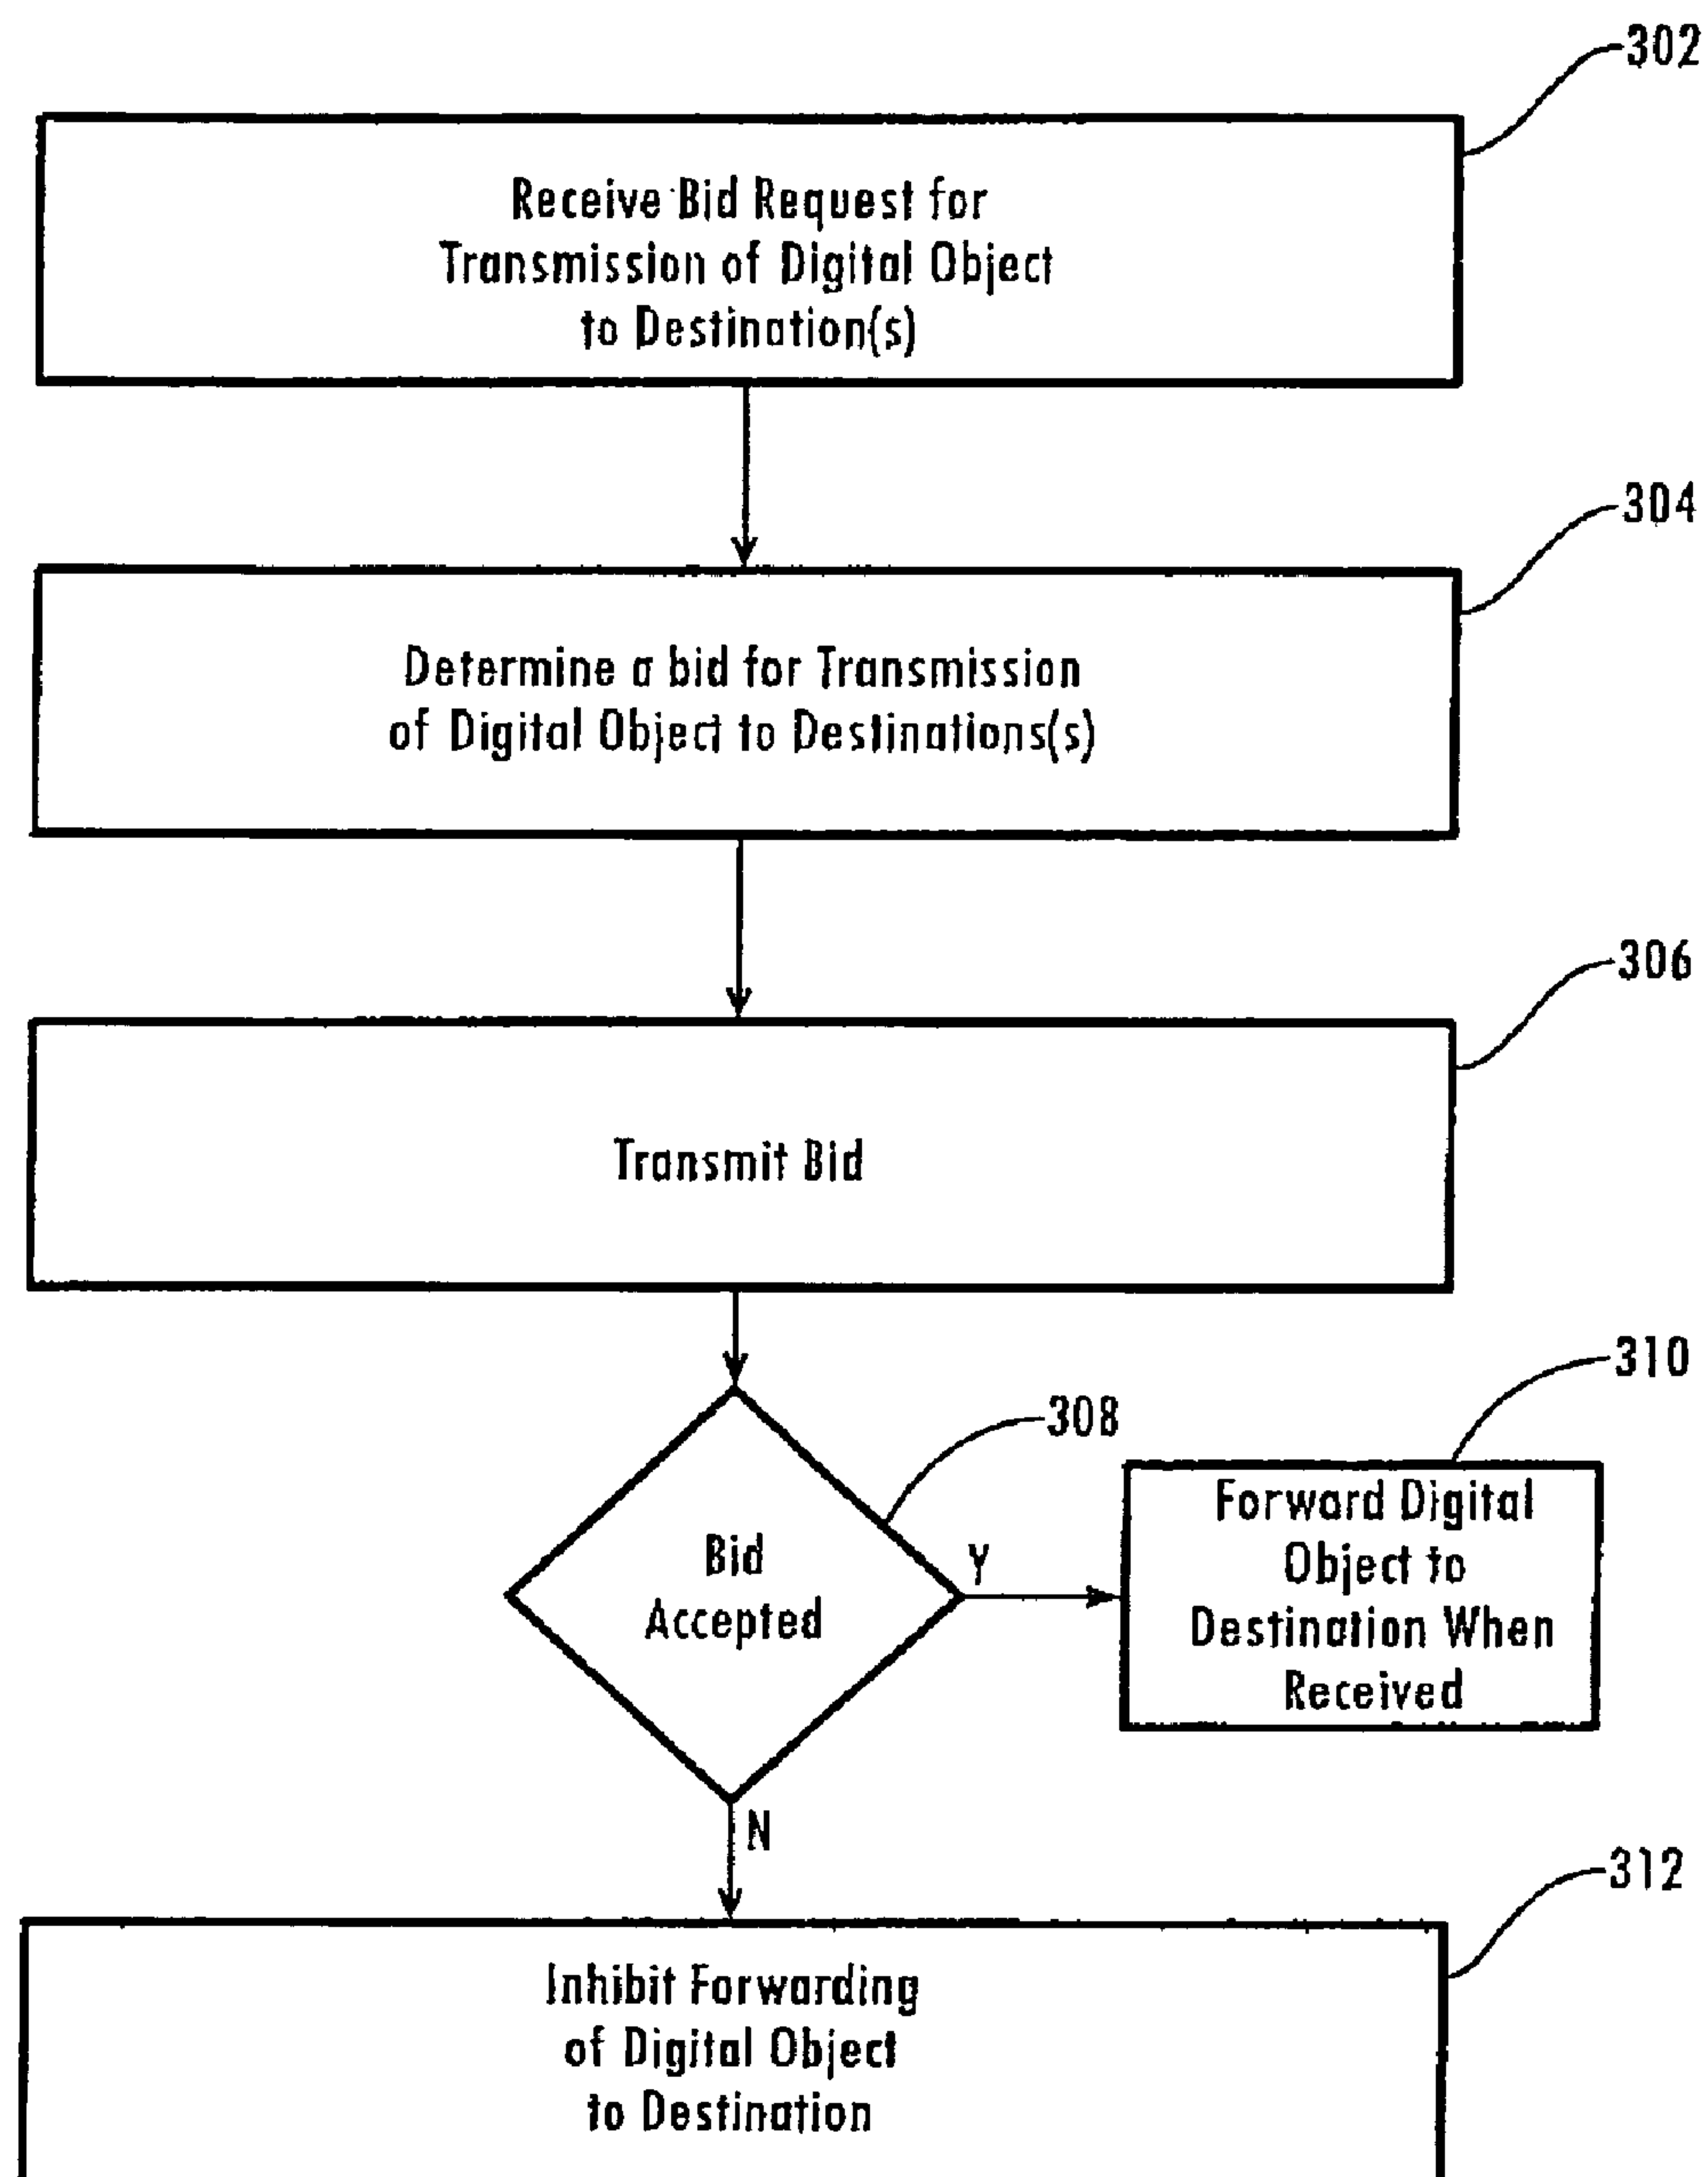 302
Receive Bid Request for
Transmission of Digital Object
to Destination(s)
304
Determine a bid for Transmission
of Digital Object to Destinations(s)
306
Transmit Bid
308
Bid
Accepted
Y
310
Forward Digital
Object to
Destination When
Received
N
312
Inhibit Forwarding
of Digital Object
to Destination